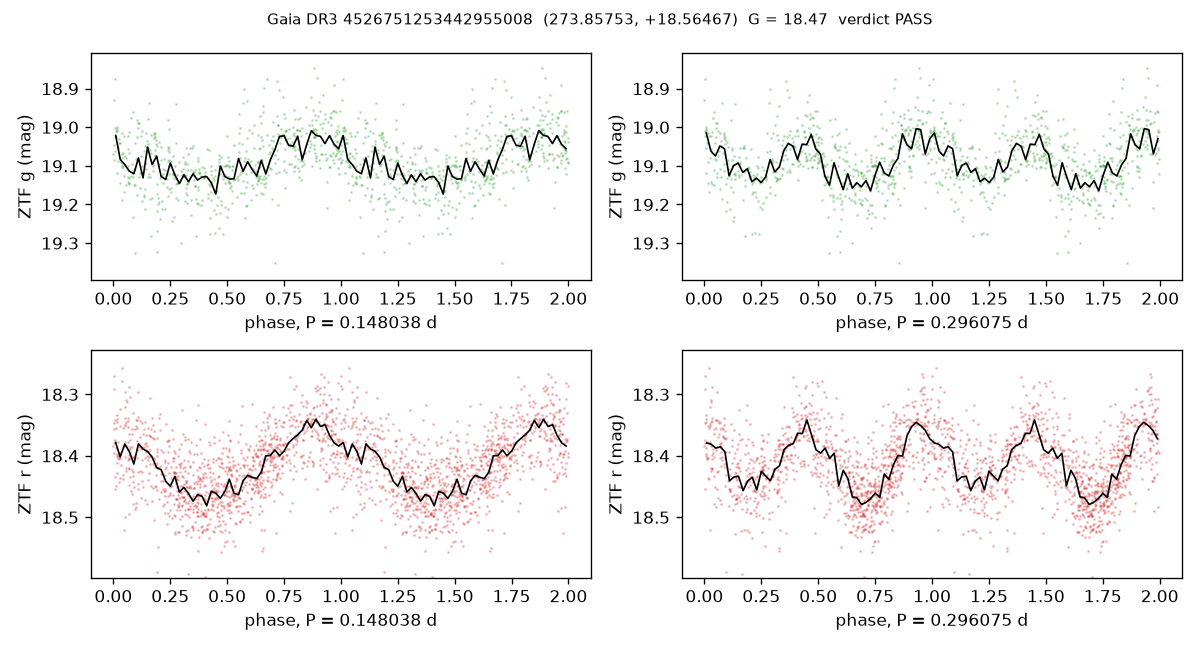 Gaia DR3 4526751253442955008 (273.85753, +18.56467) G = 18.47 verdict PASS
ZTF g (mag)
18.9
19.0
19.1
19.2
19.3
0.00 0.25 0.50 0.75 1.00 1.25 1.50 1.75 2.00
phase, P = 0.148038 d
ZTF g (mag)
18.9
19.0
19.1
19.2
19.3
0.00 0.25 0.50 0.75 1.00 1.25 1.50 1.75 2.00
phase, P = 0.296075 d
ZTF r (mag)
18.3
18.4
18.5
0.00 0.25 0.50 0.75 1.00 1.25 1.50 1.75 2.00
phase, P = 0.148038 d
ZTF r (mag)
18.3
18.4
18.5
0.00 0.25 0.50 0.75 1.00 1.25 1.50 1.75 2.00
phase, P = 0.296075 d